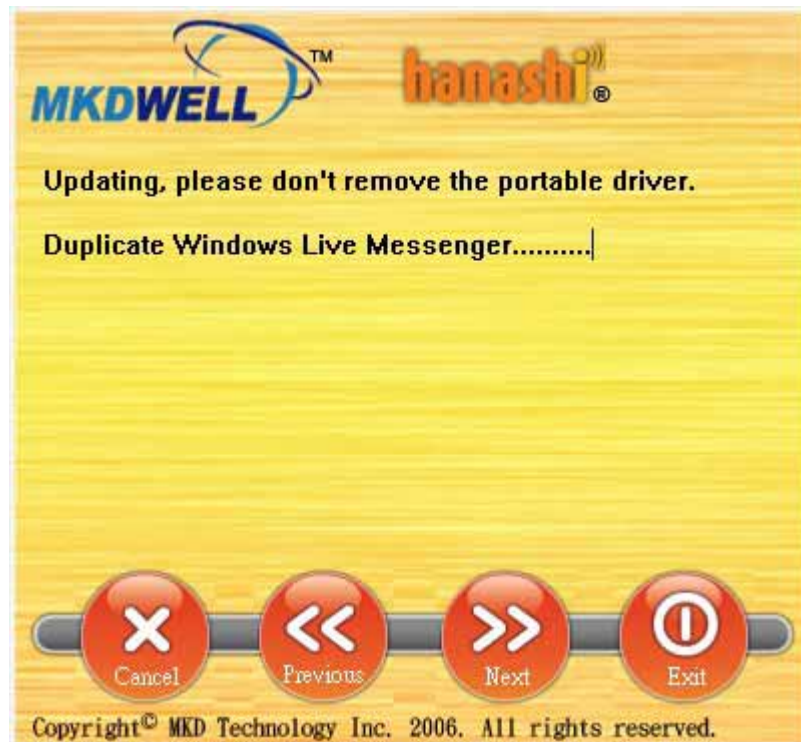 MKDWELL™ hanashi®
Updating, please don't remove the portable driver.
Duplicate Windows Live Messenger..........
Cancel Previous Next Exit
Copyright© MKD Technology Inc. 2006. All rights reserved.